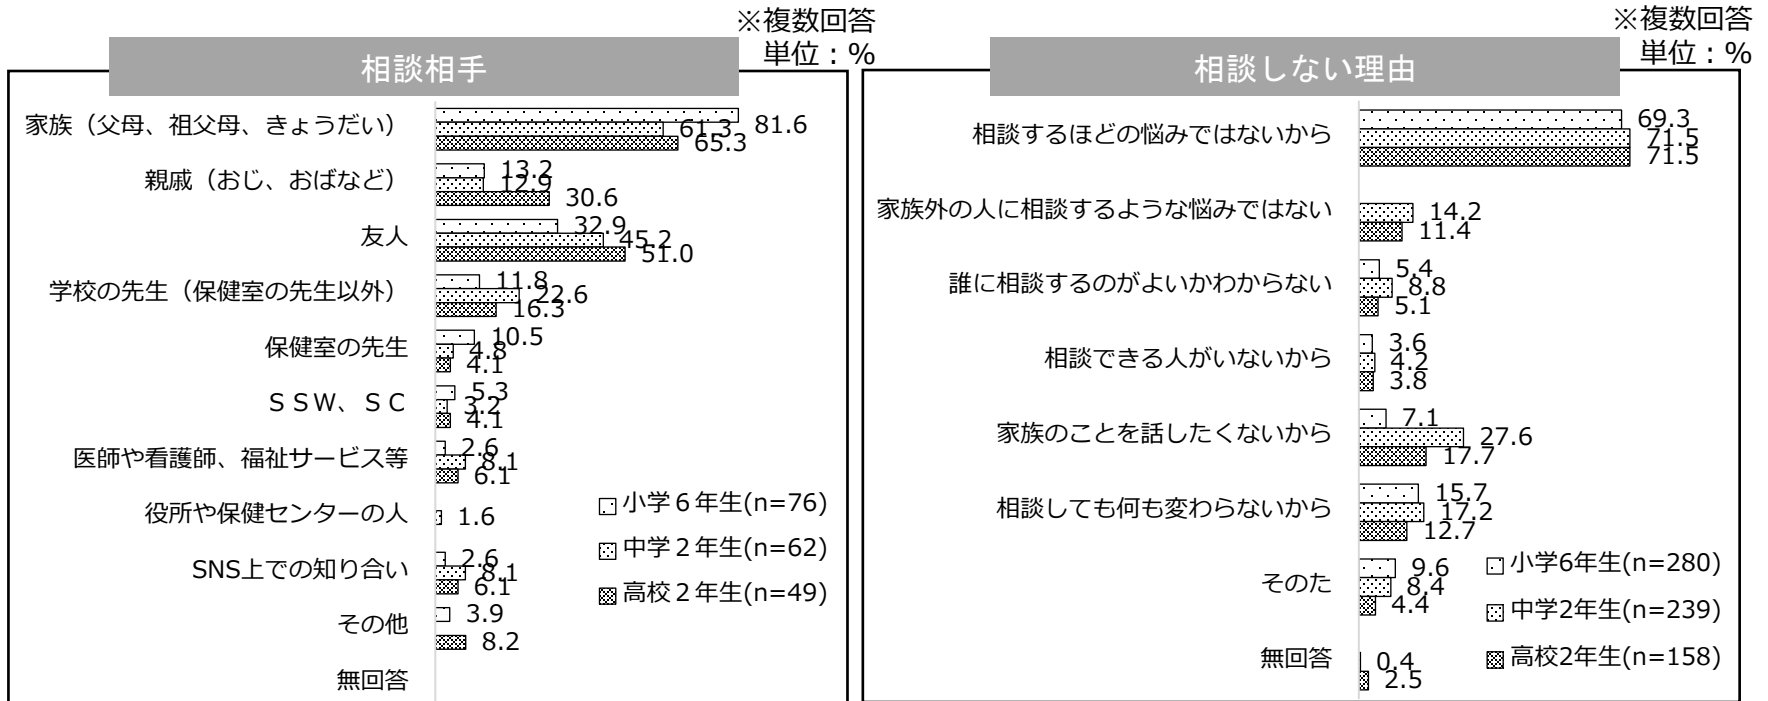 ※複数回答
単位：%
相談相手
家族（父母、祖父母、きょうだい）
81.6
61.3
65.3
親戚（おじ、おばなど）
13.2
12.9
30.6
友人
32.9
45.2
51.0
学校の先生（保健室の先生以外）
11.8
22.6
16.3
保健室の先生
10.5
4.8
4.1
ＳＳＷ、ＳＣ
5.3
3.2
4.1
医師や看護師、福祉サービス等
2.6
8.1
6.1
役所や保健センターの人
1.6
SNS上での知り合い
2.6
8.1
6.1
その他
3.9
8.2
無回答
小学６年生(n=76)
中学２年生(n=62)
高校２年生(n=49)
※複数回答
単位：%
相談しない理由
相談するほどの悩みではないから
69.3
71.5
71.5
家族外の人に相談するような悩みではない
14.2
11.4
誰に相談するのがよいかわからない
5.4
8.8
5.1
相談できる人がいないから
3.6
4.2
3.8
家族のことを話したくないから
7.1
27.6
17.7
相談しても何も変わらないから
15.7
17.2
12.7
そのた
9.6
8.4
4.4
無回答
0.4
2.5
小学6年生(n=280)
中学2年生(n=239)
高校2年生(n=158)